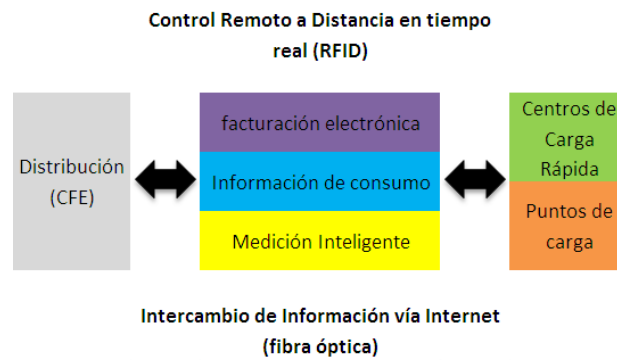 Control Remoto a Distancia en tiempo
real (RFID)
Distribución
(CFE)
facturación electrónica
Información de consumo
Medición Inteligente
Centros de
Carga
Rápida
Puntos de
carga
Intercambio de Información vía Internet
(fibra óptica)